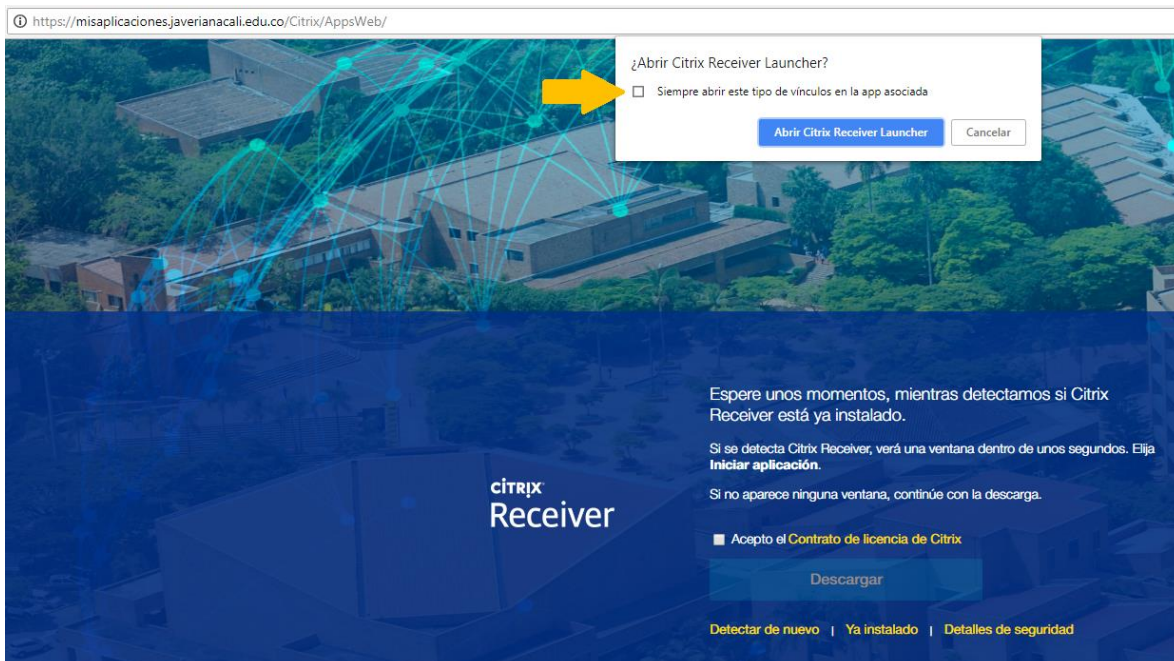 https://misaplicaciones.javerianacali.edu.co/Citrix/AppsWeb/
¿Abrir Citrix Receiver Launcher?
Siempre abrir este tipo de vínculos en la app asociada
Abrir Citrix Receiver Launcher
Cancelar
Espere unos momentos, mientras detectamos si Citrix
Receiver está ya instalado.
Si se detecta Citrix Receiver, verá una ventana dentro de unos segundos. Elija
Iniciar aplicación.
Si no aparece ninguna ventana, continúe con la descarga.
CITRIX
Receiver
Acepto el Contrato de licencia de Citrix
Descargar
Detectar de nuevo | Ya instalado | Detalles de seguridad